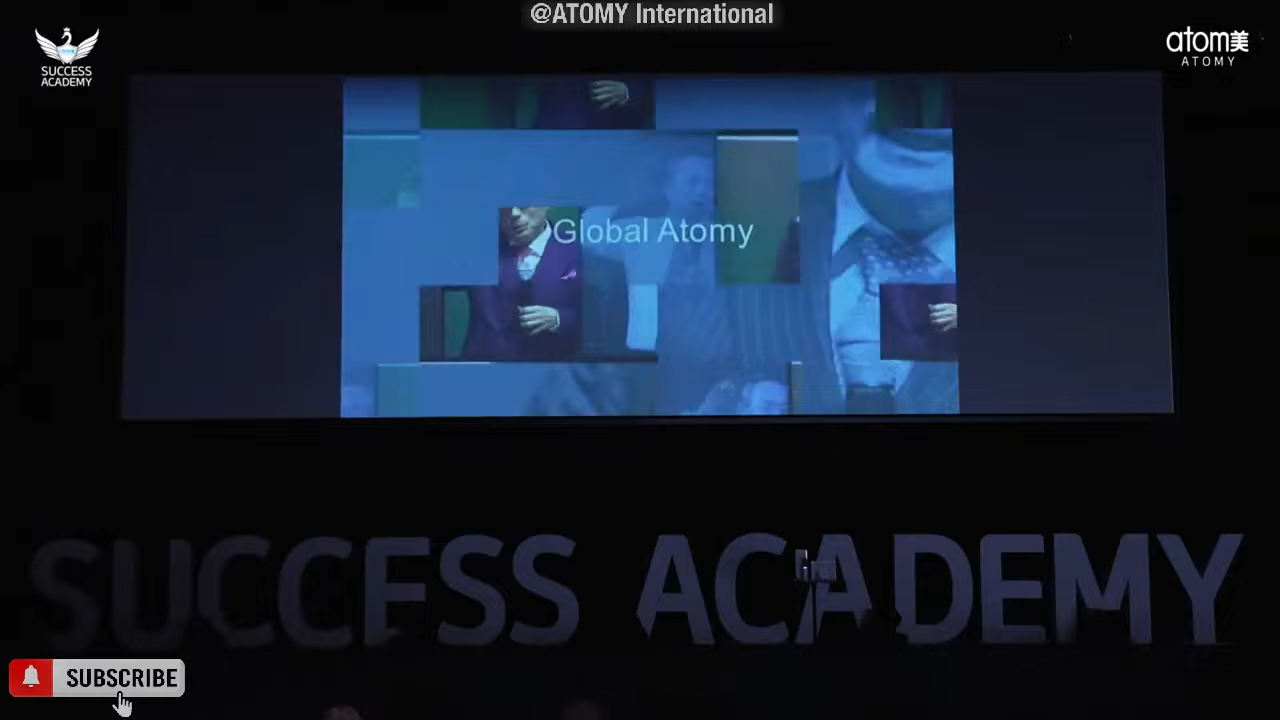 @ATOMY International
SUCCESS
ACADEMY
atom美
ATOMY
Global Atomy
SUCCESS ACADEMY
SUBSCRIBE